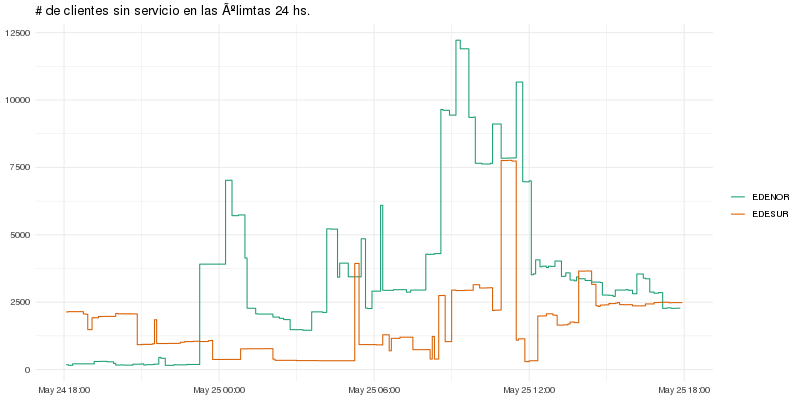 # de clientes sin servicio en las Ãºlimtas 24 hs.
12500
10000
7500
5000
2500
0
May 24 18:00
May 25 00:00
May 25 06:00
May 25 12:00
May 25 18:00
EDENOR
EDESUR